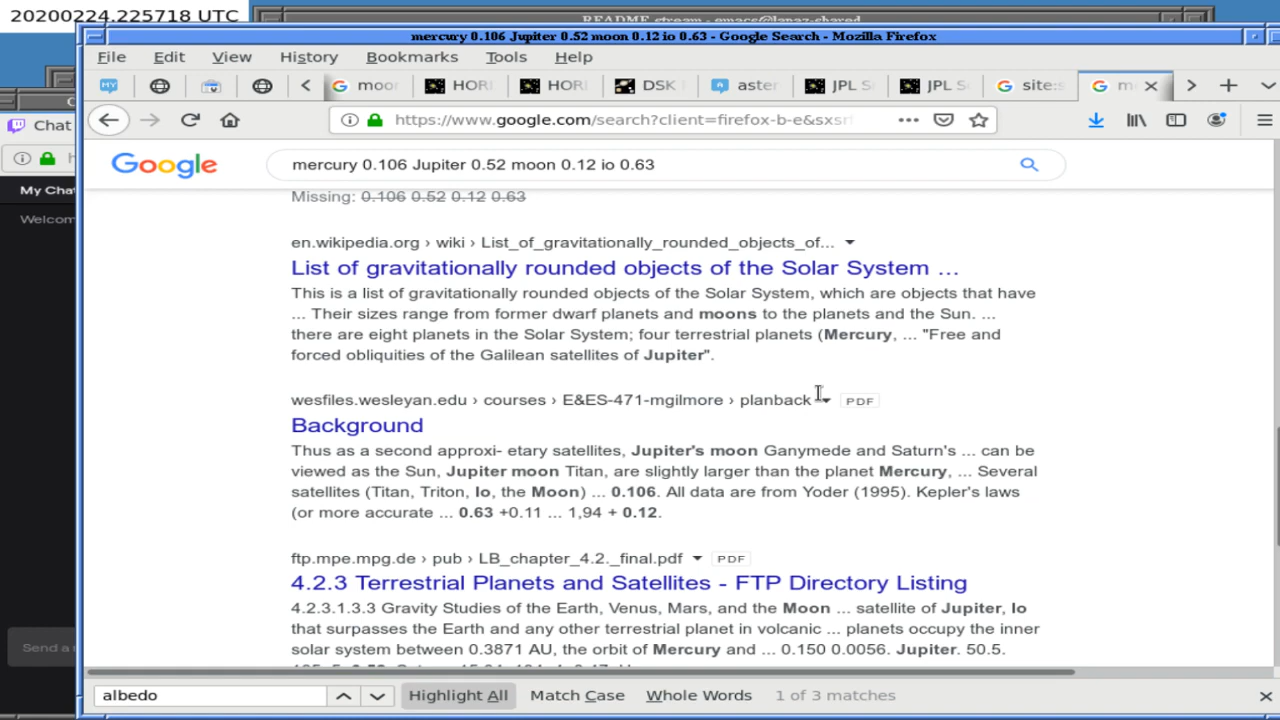 20200224.225718 UTC
README stream - emacs@lapaz-shared
mercury 0.106 Jupiter 0.52 moon 0.12 io 0.63 - Google Search - Mozilla Firefox
File Edit View History Bookmarks Tools Help
moo HORI HORI DSK aster JPL S JPL S site:s m
Chat
https://www.google.com/search?client=firefox-b-e&sxsrf
My Chat
Welcom
Send a
Google
mercury 0.106 Jupiter 0.52 moon 0.12 io 0.63
Missing: 0.106 0.52 0.12 0.63
en.wikipedia.org › wiki › List_of_gravitationally_rounded_objects_of...
List of gravitationally rounded objects of the Solar System ...
This is a list of gravitationally rounded objects of the Solar System, which are objects that have
... Their sizes range from former dwarf planets and moons to the planets and the Sun. ...
there are eight planets in the Solar System; four terrestrial planets (Mercury, ... "Free and
forced obliquities of the Galilean satellites of Jupiter".
wesfiles.wesleyan.edu › courses › E&ES-471-mgilmore › planback PDF
Background
Thus as a second approxi- etary satellites, Jupiter's moon Ganymede and Saturn's ... can be
viewed as the Sun, Jupiter moon Titan, are slightly larger than the planet Mercury, ... Several
satellites (Titan, Triton, Io, the Moon) ... 0.106. All data are from Yoder (1995). Kepler's laws
(or more accurate ... 0.63 +0.11 ... 1,94 + 0.12.
ftp.mpe.mpg.de › pub › LB_chapter_4.2._final.pdf PDF
4.2.3 Terrestrial Planets and Satellites - FTP Directory Listing
4.2.3.1.3.3 Gravity Studies of the Earth, Venus, Mars, and the Moon ... satellite of Jupiter, Io
that surpasses the Earth and any other terrestrial planet in volcanic ... planets occupy the inner
solar system between 0.3871 AU, the orbit of Mercury and ... 0.150 0.0056. Jupiter. 50.5.
albedo Highlight All Match Case Whole Words 1 of 3 matches